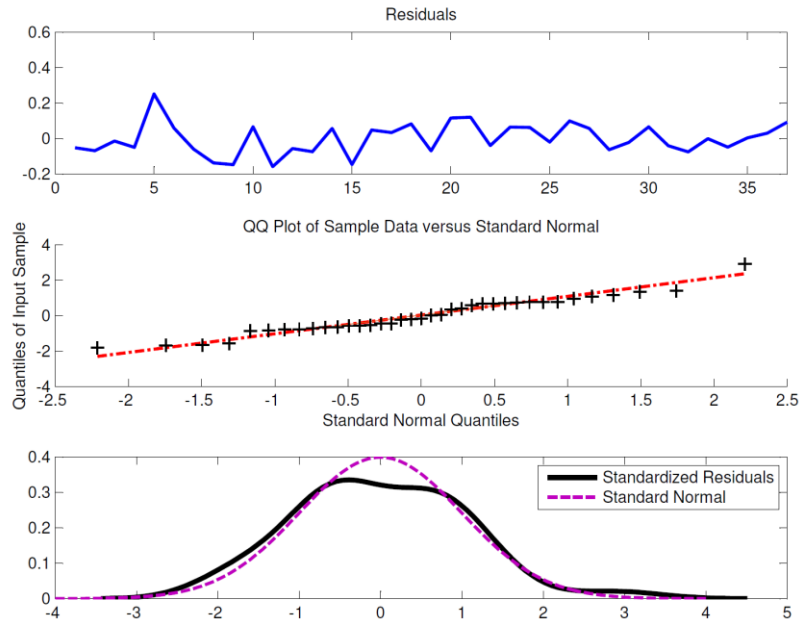 Residuals
0.6
0.4
0.2
0
-0.2
0 5 10 15 20 25 30 35
QQ Plot of Sample Data versus Standard Normal
Quantiles of Input Sample
4
2
0
-2
-4
-2.5 -2 -1.5 -1 -0.5 0 0.5 1 1.5 2 2.5
Standard Normal Quantiles
0.4
0.3
0.2
0.1
0
Standardized Residuals
Standard Normal
-4 -3 -2 -1 0 1 2 3 4 5